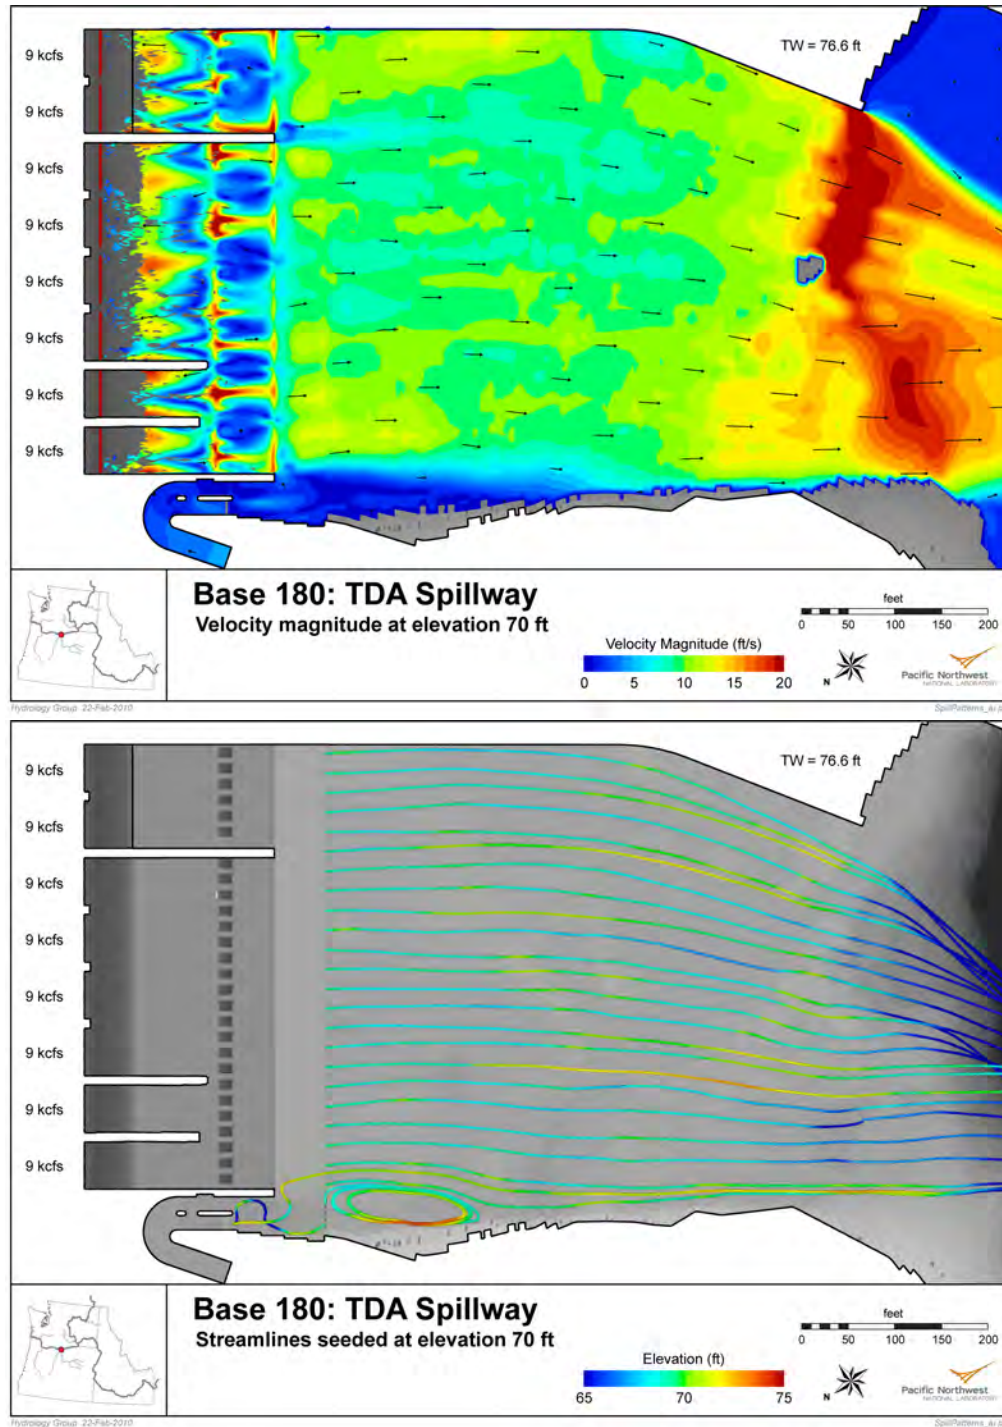 9 kcfs
TW = 76.6 ft
9 kcfs
9 kcfs
9 kcfs
9 kcfs
9 kcfs
9 kcfs
9 kcfs
Base 180: TDA Spillway
Velocity magnitude at elevation 70 ft
Velocity Magnitude (ft/s)
0 5 10 15 20
feet
0 50 100 150 200
N
Pacific Northwest
NATIONAL LABORATORY
Hydrology Group 22-Feb-2010
9 kcfs
TW = 76.6 ft
9 kcfs
9 kcfs
9 kcfs
9 kcfs
9 kcfs
9 kcfs
9 kcfs
Base 180: TDA Spillway
Streamlines seeded at elevation 70 ft
Elevation (ft)
65 70 75
feet
0 50 100 150 200
N
Pacific Northwest
NATIONAL LABORATORY
Hydrology Group 22-Feb-2010